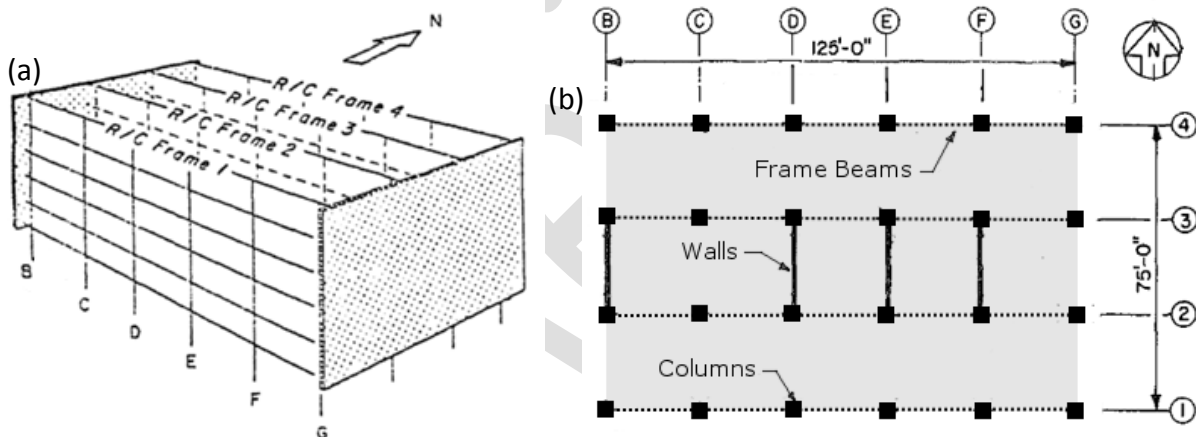 (a)
N
R/C Frame 4
R/C Frame 3
R/C Frame 2
R/C Frame 1
B
C
D
E
F
G
(b)
B C D E F G
125'-0"
N
4
Frame Beams
3
Walls
75'-0"
2
Columns
1